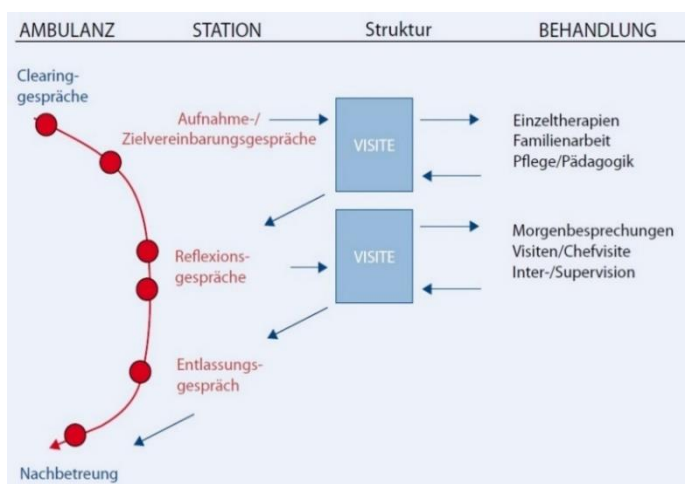 AMBULANZ
STATION
Struktur
BEHANDLUNG
Clearing-
gespräche
Aufnahme-/
Zielvereinbarungsgespräche
VISITE
Einzeltherapien
Familienarbeit
Pflege/Pädagogik
Reflexions-
gespräche
VISITE
Morgenbesprechungen
Visiten/Chefvisite
Inter-/Supervision
Entlassungs-
gespräch
Nachbetreung